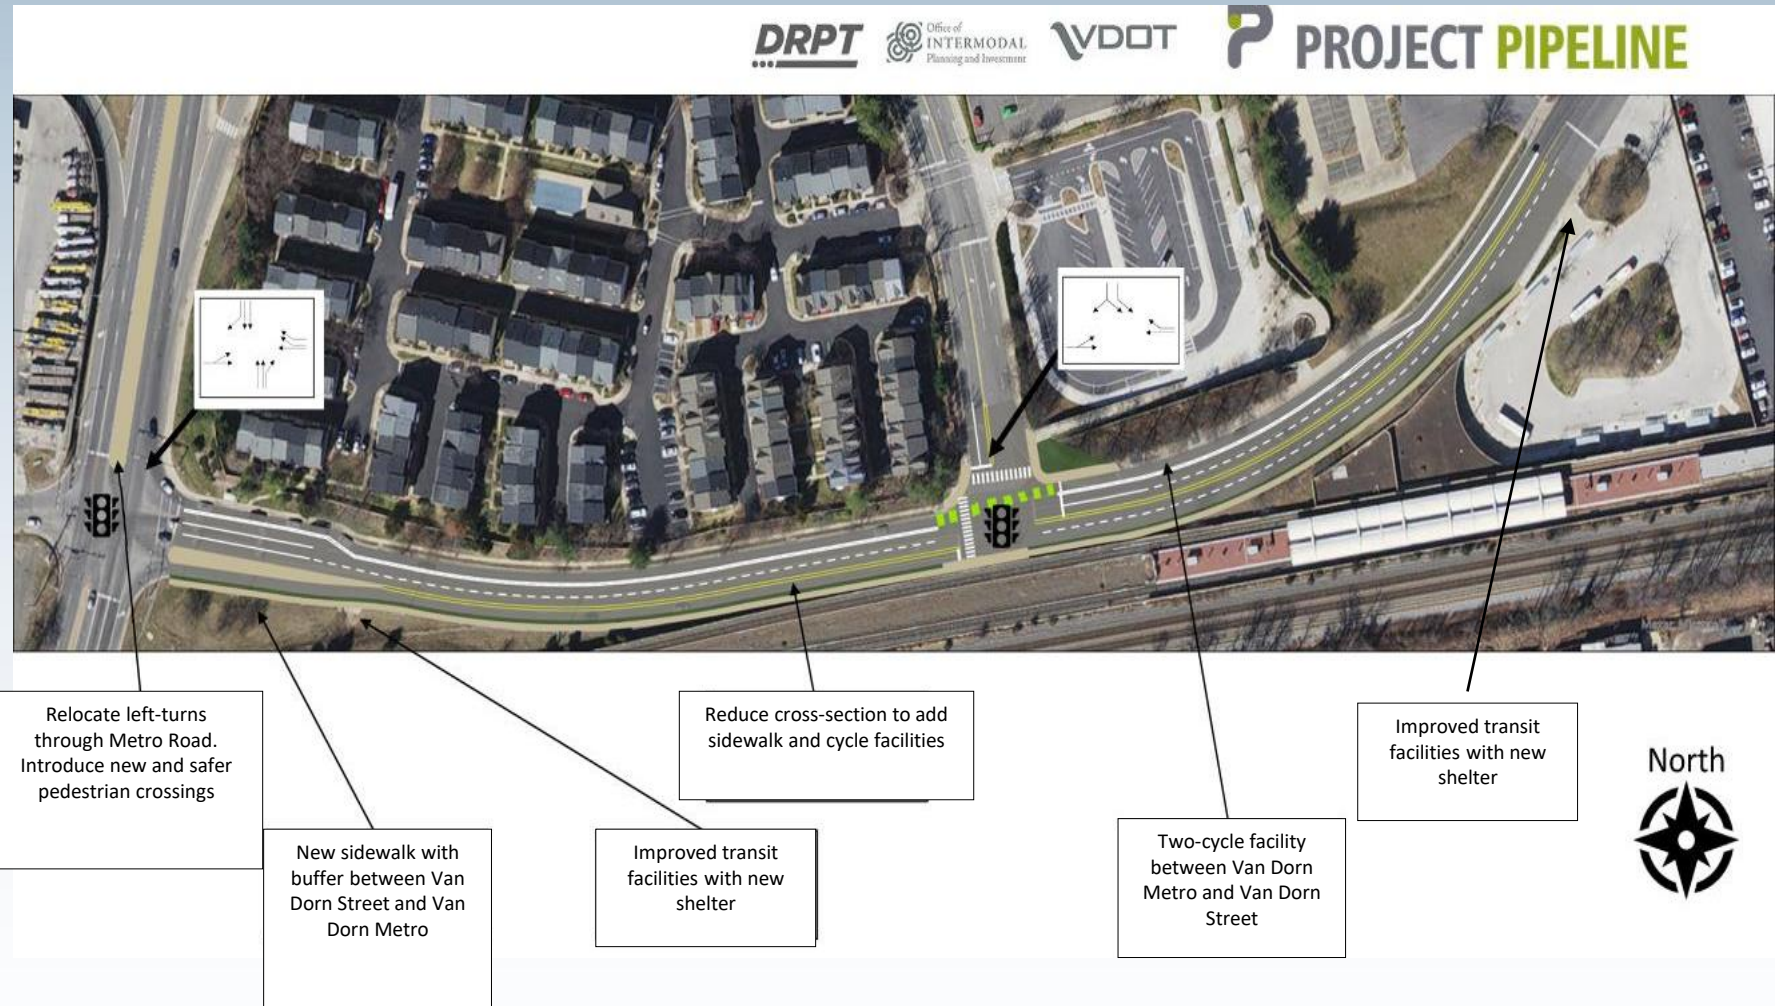 DRPT
Office of
INTERMODAL
Planning and Investment
VDOT
PROJECT PIPELINE
Relocate left-turns
through Metro Road.
Introduce new and safer
pedestrian crossings
New sidewalk with
buffer between Van
Dorn Street and Van
Dorn Metro
Improved transit
facilities with new
shelter
Reduce cross-section to add
sidewalk and cycle facilities
Two-cycle facility
between Van Dorn
Metro and Van Dorn
Street
Improved transit
facilities with new
shelter
North